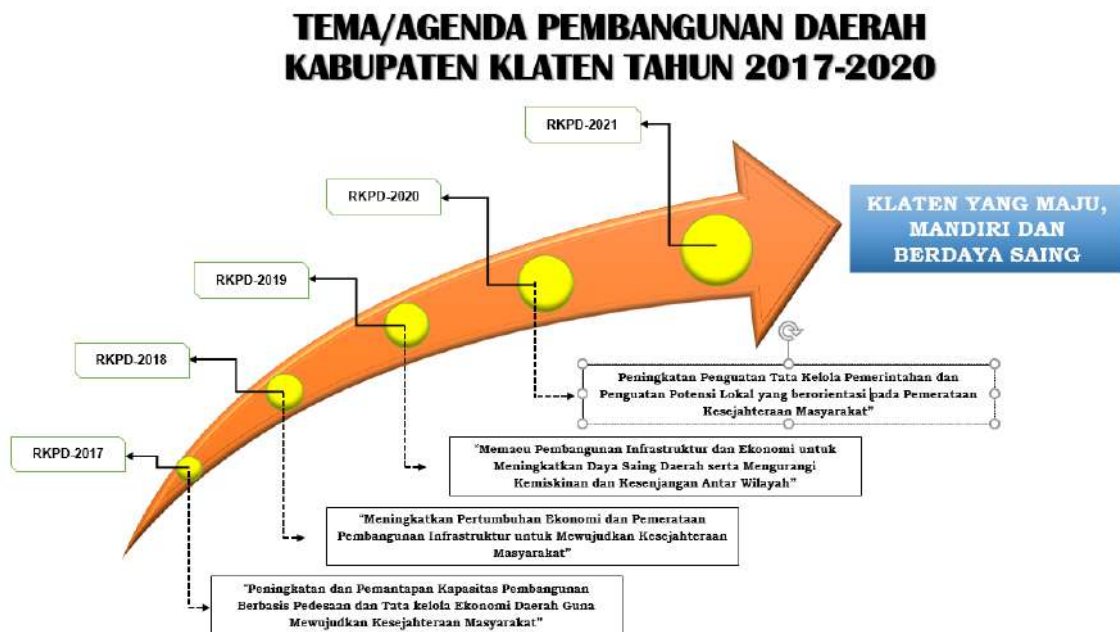 TEMA/AGENDA PEMBANGUNAN DAERAH
KABUPATEN KLATEN TAHUN 2017-2020
RKPD-2021
RKPD-2020
KLATEN YANG MAJU,
MANDIRI DAN
BERDAYA SAING
RKPD-2019
RKPD-2018
Peningkatan Penguatan Tata Kelola Pemerintahan dan
Penguatan Potensi Lokal yang berorientasi pada Pemerataan
Kesejahteraan Masyarakat"
RKPD-2017
"Memacu Pembangunan Infrastruktur dan Ekonomi untuk
Meningkatkan Daya Saing Daerah serta Mengurangi
Kemiskinan dan Kesenjangan Antar Wilayah"
"Meningkatkan Pertumbuhan Ekonomi dan Pemerataan
Pembangunan Infrastruktur untuk Mewujudkan Kesejahteraan
Masyarakat"
"Peningkatan dan Pemantapan Kapasitas Pembangunan
Berbasis Pedesaan dan Tata kelola Ekonomi Daerah Guna
Mewujudkan Kesejahteraan Masyarakat"